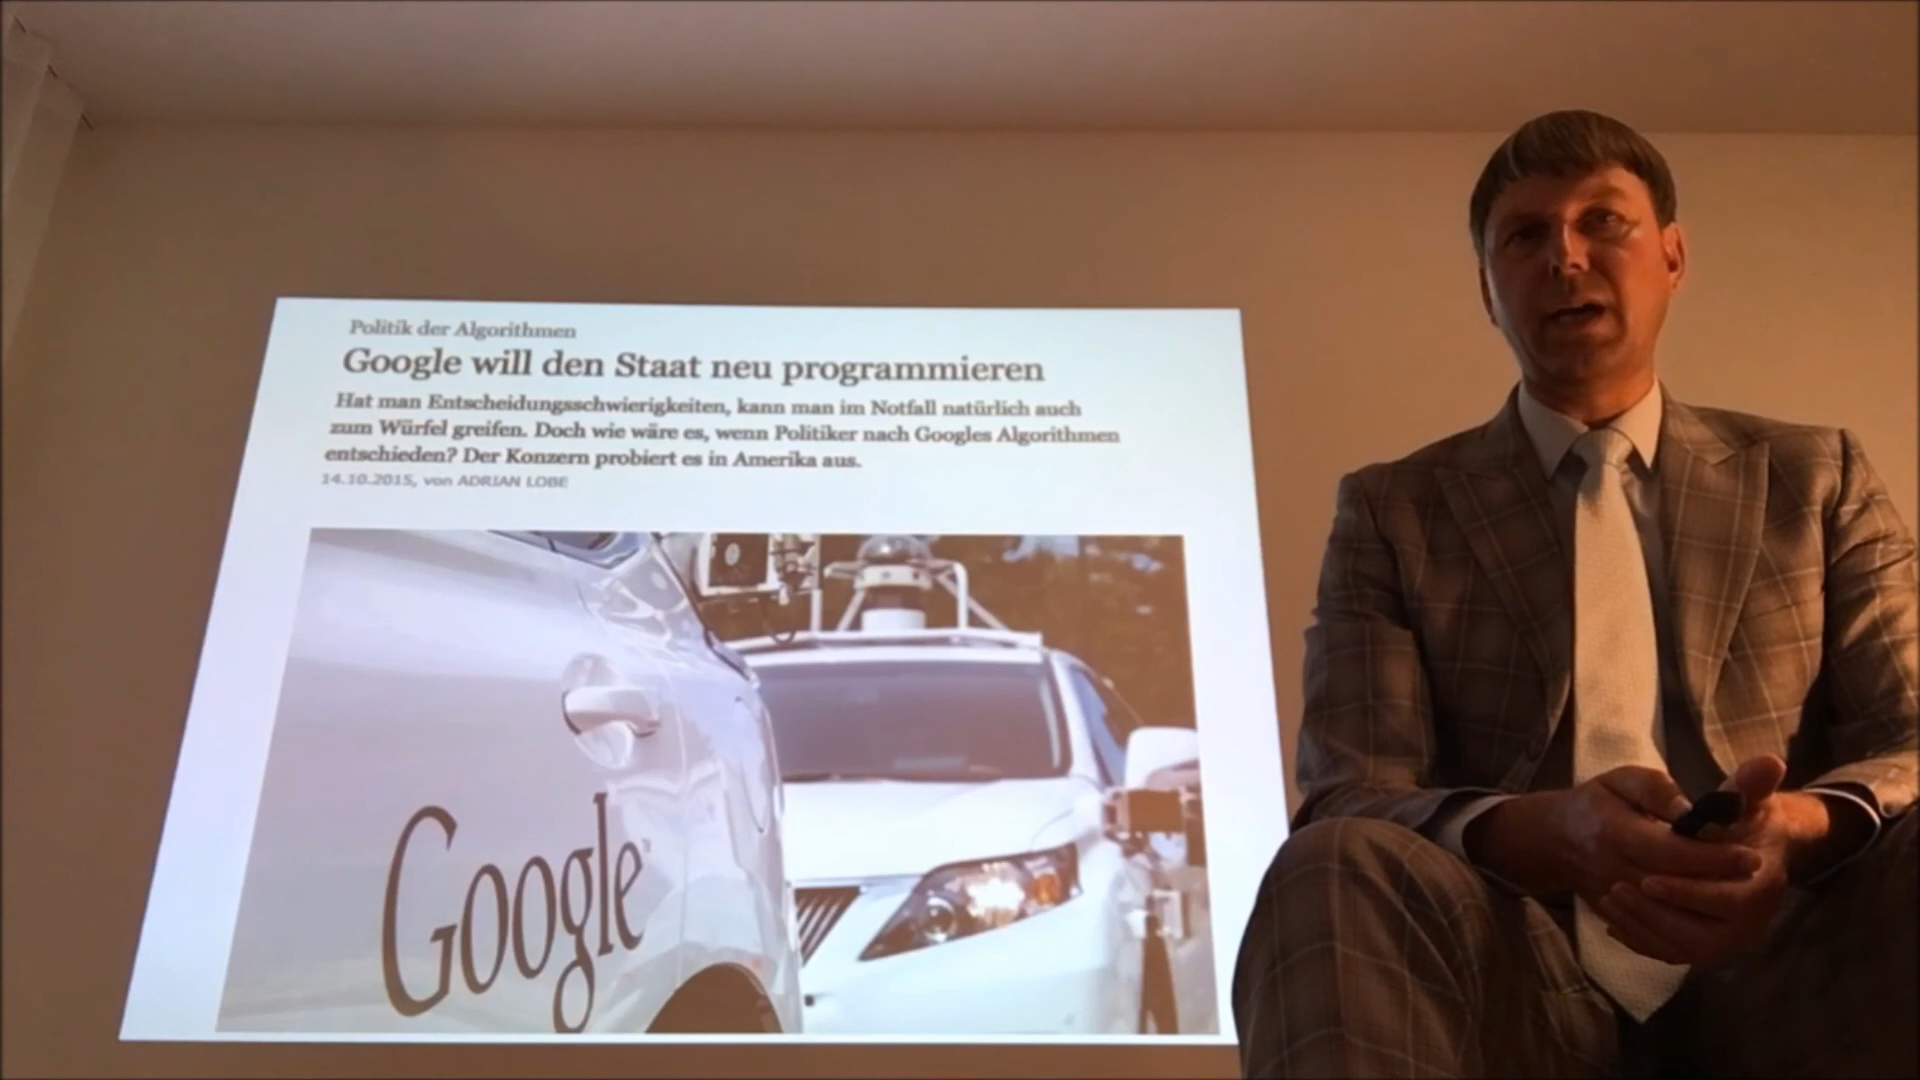 Politik der Algorithmen
Google will den Staat neu programmieren
Hat man Entscheidungsschwierigkeiten, kann man im Notfall natürlich auch
zum Würfel greifen. Doch wie wäre es, wenn Politiker nach Googles Algorithmen
entschieden? Der Konzern probiert es in Amerika aus.
14.10.2015, von ADRIAN LOBE
Google